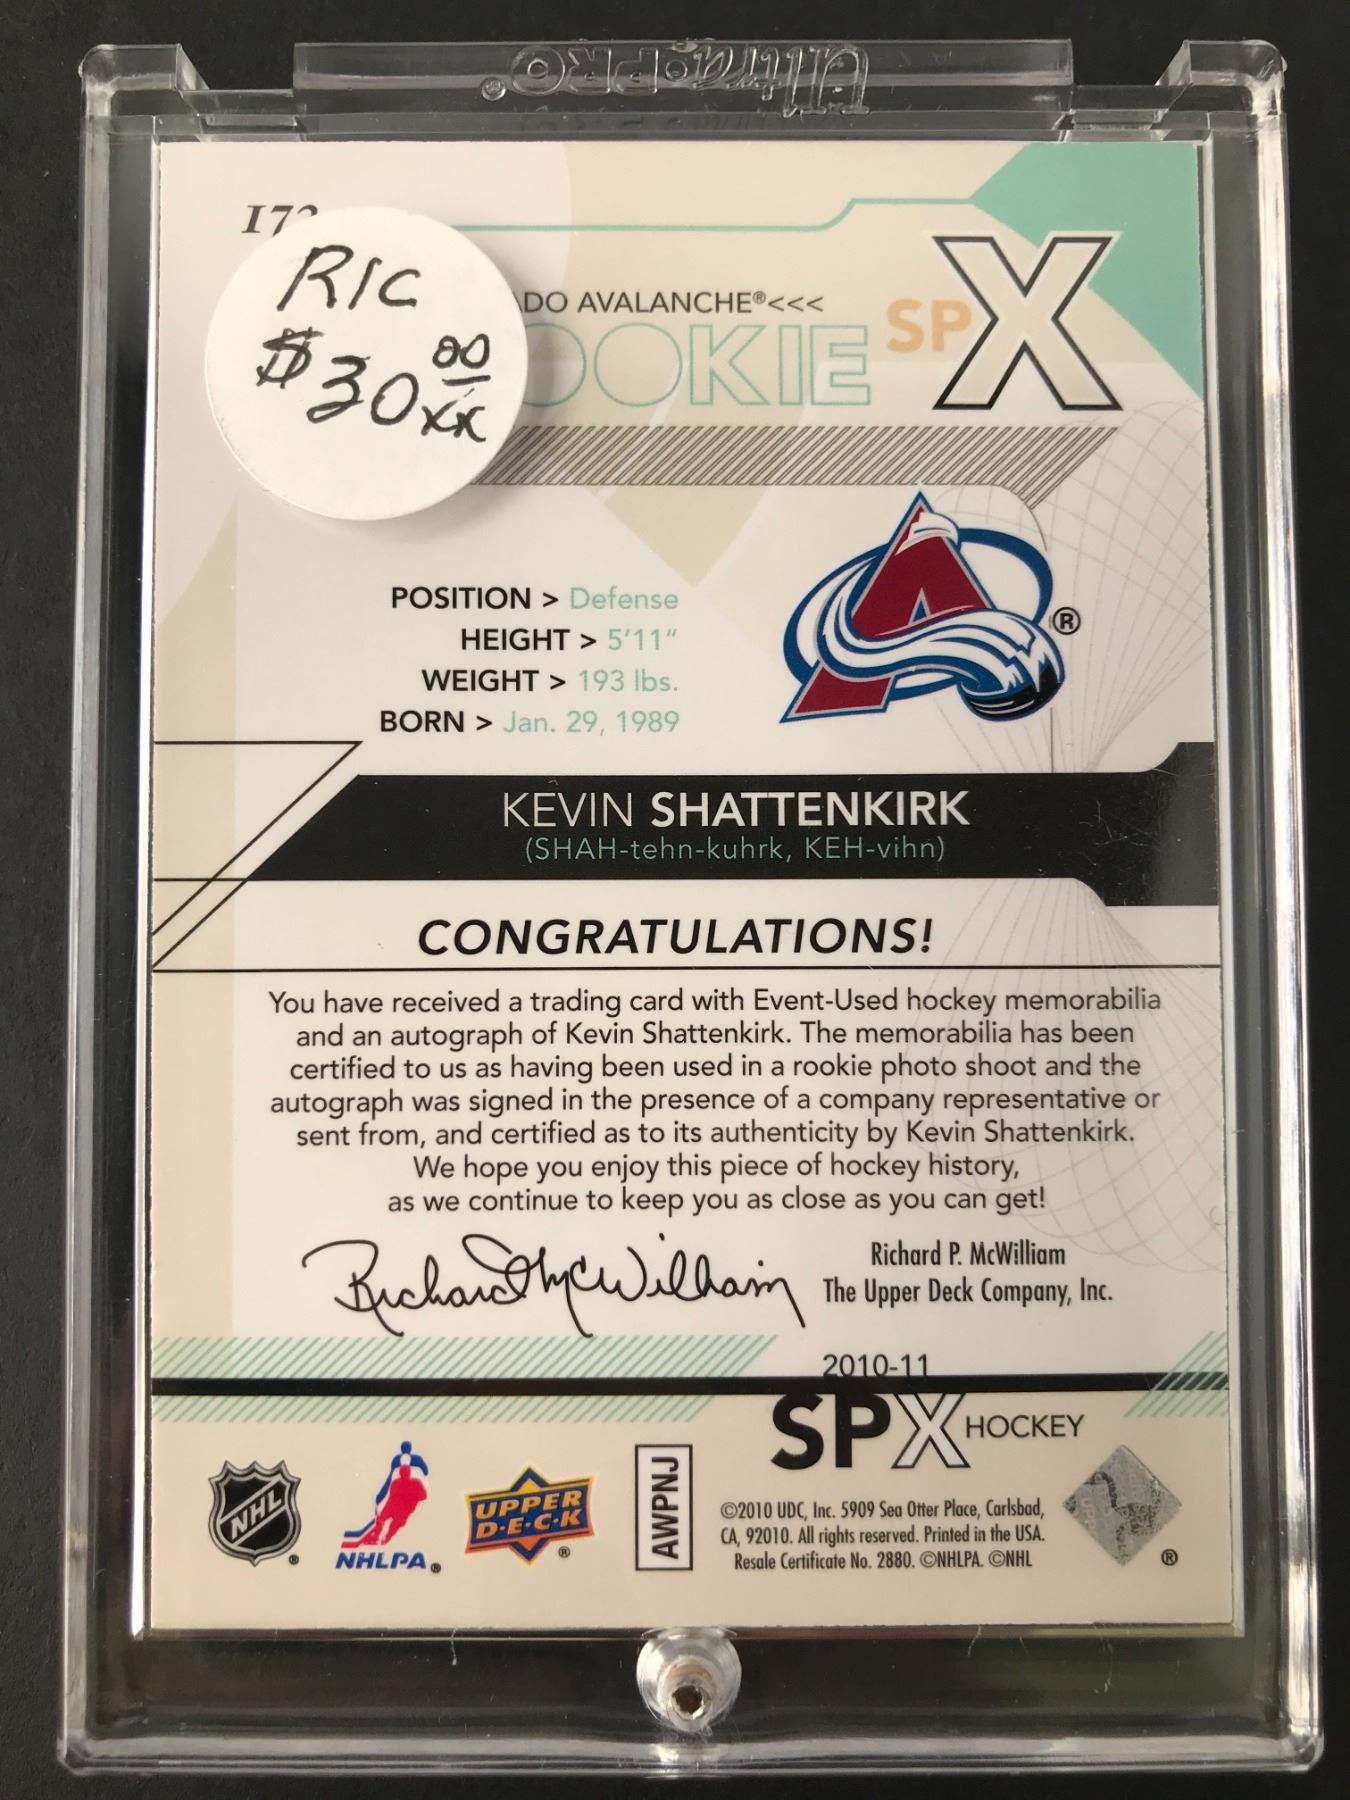 Ultra•PRO®
RIC
$30 00/xx
ADO AVALANCHE®<<<
OOKIE
SPX
POSITION > Defense
HEIGHT > 5'11"
WEIGHT > 193 lbs.
BORN > Jan. 29, 1989
®
KEVIN SHATTENKIRK
(SHAH-tehn-kuhrk, KEH-vihn)
CONGRATULATIONS!
You have received a trading card with Event-Used hockey memorabilia
and an autograph of Kevin Shattenkirk. The memorabilia has been
certified to us as having been used in a rookie photo shoot and the
autograph was signed in the presence of a company representative or
sent from, and certified as to its authenticity by Kevin Shattenkirk.
We hope you enjoy this piece of hockey history,
as we continue to keep you as close as you can get!
Richard McWilliam
Richard P. McWilliam
The Upper Deck Company, Inc.
2010-11
SPX HOCKEY
NHL®
NHLPA®
UPPER
D•E•C•K
®
AWPNJ
©2010 UDC, Inc. 5909 Sea Otter Place, Carlsbad,
CA, 92010. All rights reserved. Printed in the USA.
Resale Certificate No. 2880. ©NHLPA. ©NHL
®